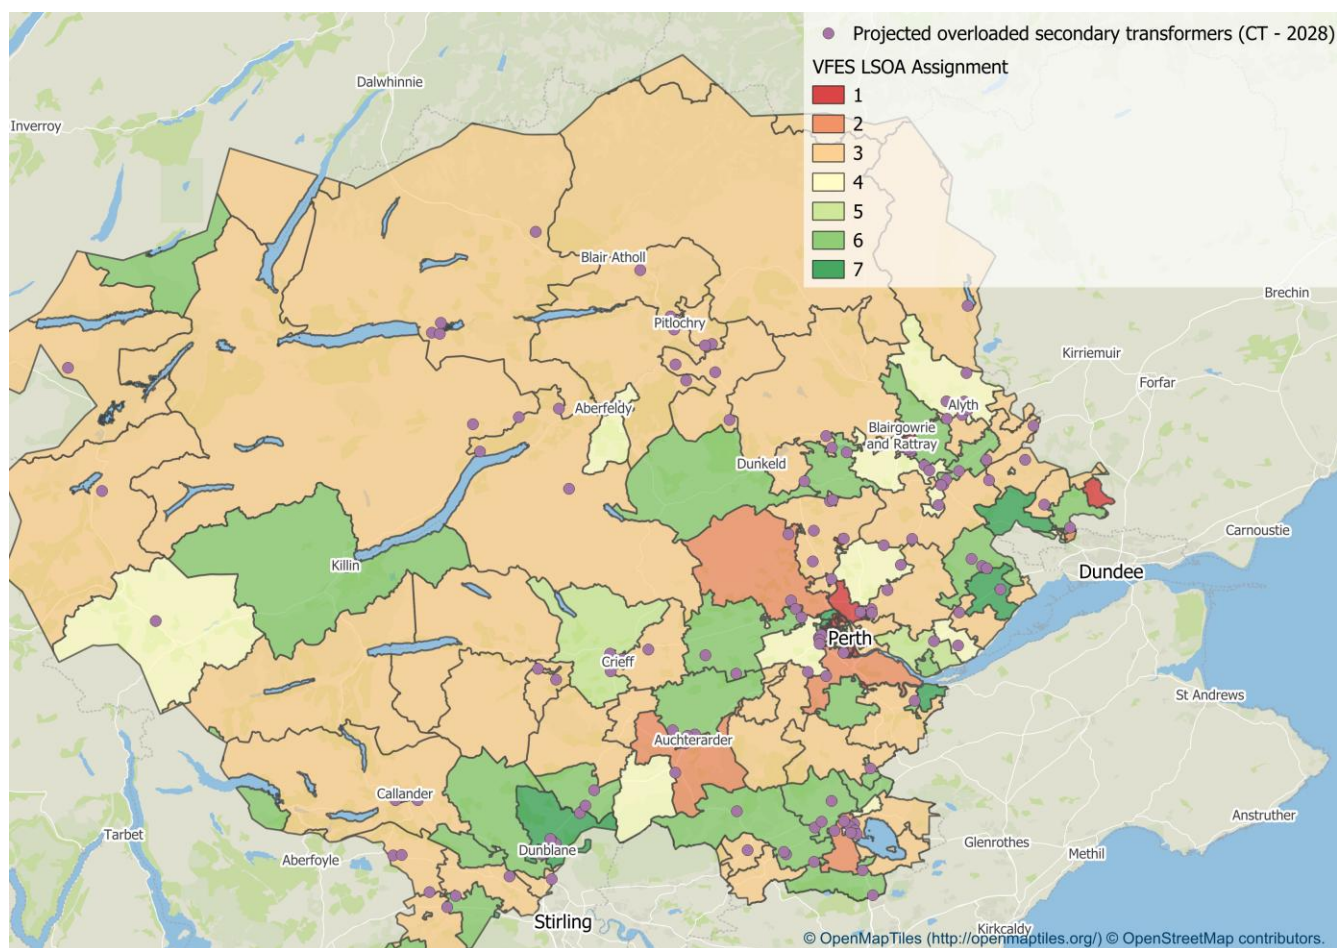 Projected overloaded secondary transformers (CT - 2028)
VFES LSOA Assignment
1
2
3
4
5
6
7
Dalwhinnie
Inverroy
Blair Atholl
Brechin
Pitlochry
Kirriemuir
Forfar
Aberfeldy
Alyth
Blairgowrie
and Rattray
Dunkeld
Carnoustie
Killin
Dundee
Perth
Crieff
St Andrews
Auchterarder
Callander
Tarbet
Anstruther
Aberfoyle
Dunblane
Glenrothes
Methil
Stirling
Kirkcaldy
© OpenMapTiles (http://openmaptiles.org/) © OpenStreetMap contributors.